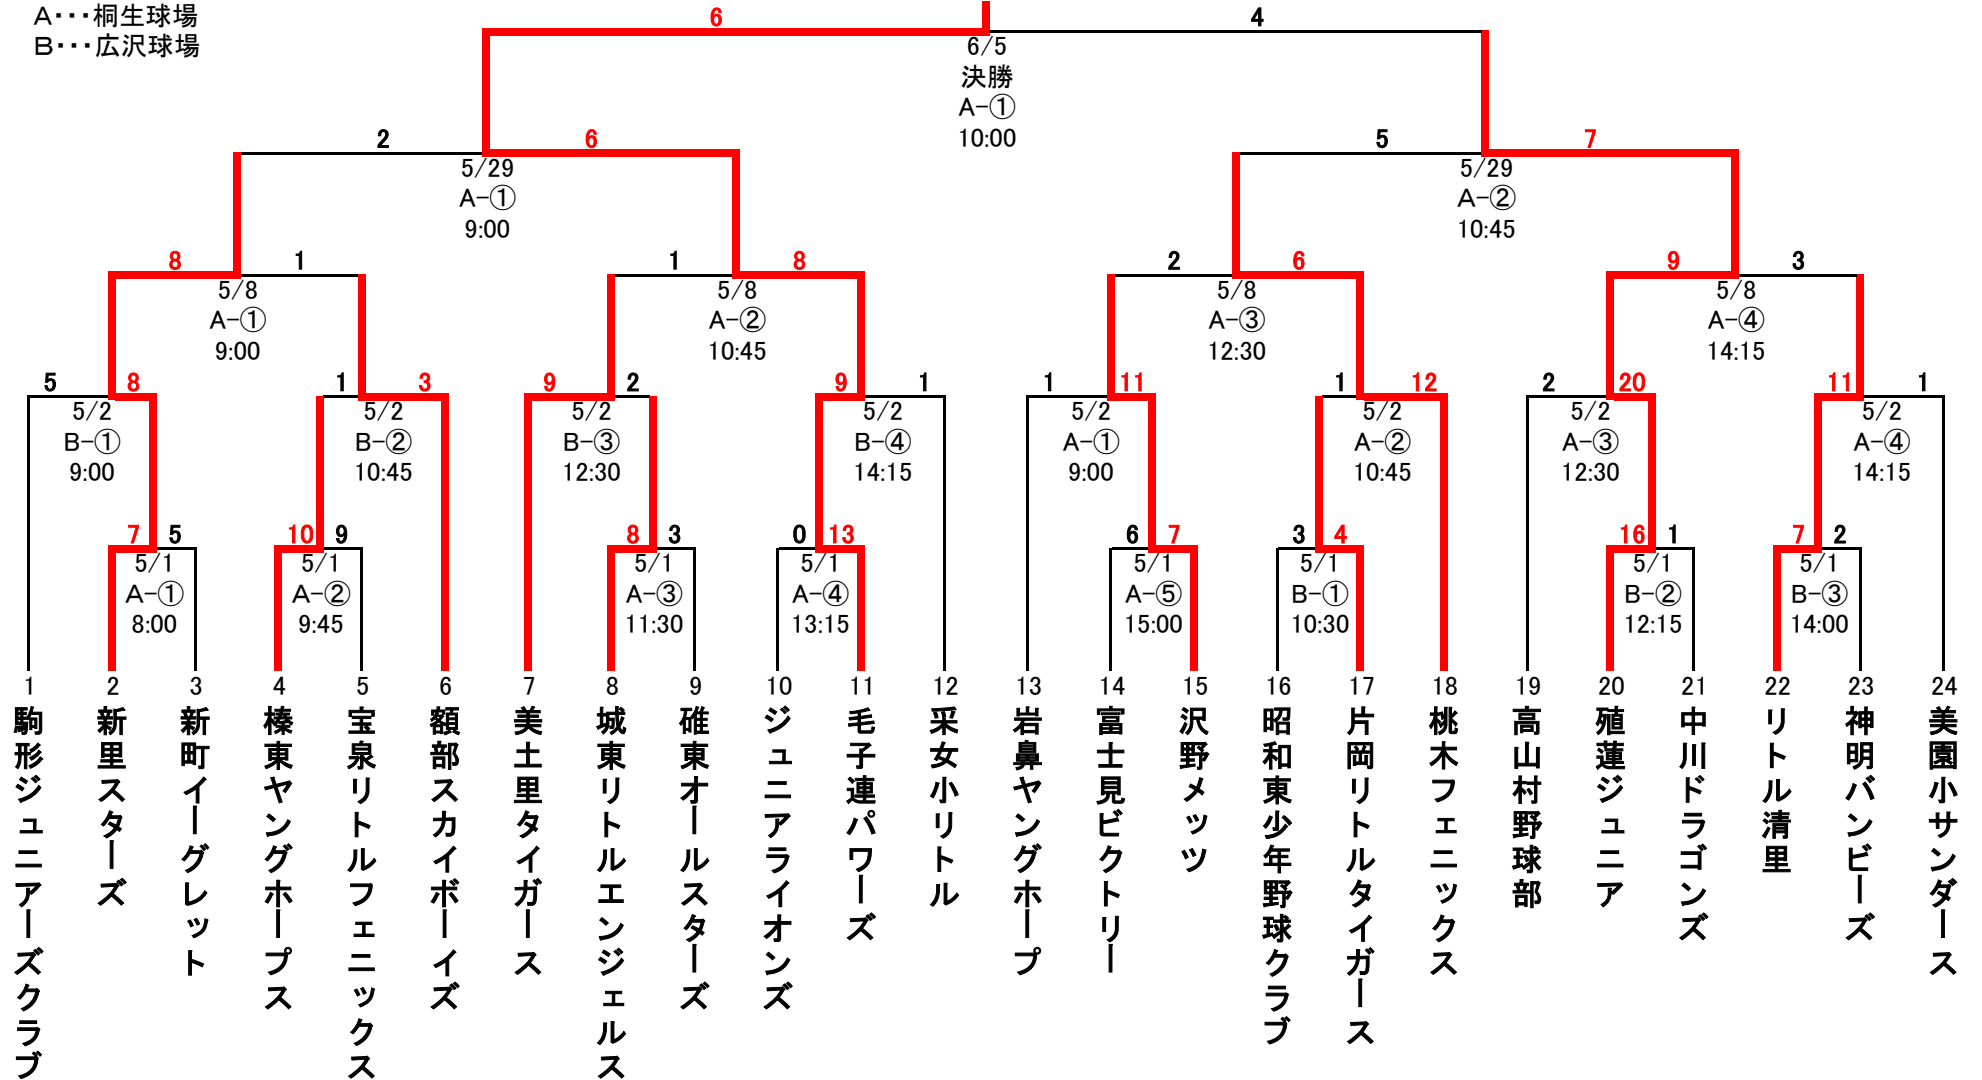 A・・・桐生球場
B・・・広沢球場
6 4
6/5
決勝
A-①
10:00
2 6 5 7
5/29 5/29
A-① A-②
9:00 10:45
8 1 1 8 2 6 9 3
5/8 5/8 5/8 5/8
A-① A-② A-③ A-④
9:00 10:45 12:30 14:15
5 8 1 3 9 2 9 1 1 11 1 12 2 20 11 1
5/2 5/2 5/2 5/2 5/2 5/2 5/2 5/2
B-① B-② B-③ B-④ A-① A-② A-③ A-④
9:00 10:45 12:30 14:15 9:00 10:45 12:30 14:15
7 5 10 9 8 3 0 13 6 7 3 4 16 1 7 2
5/1 5/1 5/1 5/1 5/1 5/1 5/1 5/1
A-① A-② A-③ A-④ A-⑤ B-① B-② B-③
8:00 9:45 11:30 13:15 15:00 10:30 12:15 14:00
1 2 3 4 5 6 7 8 9 10 11 12 13 14 15 16 17 18 19 20 21 22 23 24
駒形ジュニアーズクラブ
新里スターズ
新町イーグレット
榛東ヤングホープス
宝泉リトルフェニックス
額部スカイボーイズ
美土里タイガース
城東リトルエンジェルス
碓東オールスターズ
ジュニアライオンズ
毛子連パワーズ
采女小リトル
岩鼻ヤングホープ
富士見ビクトリー
沢野メッツ
昭和東少年野球クラブ
片岡リトルタイガース
桃木フェニックス
高山村野球部
殖蓮ジュニア
中川ドラゴンズ
リトル清里
神明バンビーズ
美園小サンダース